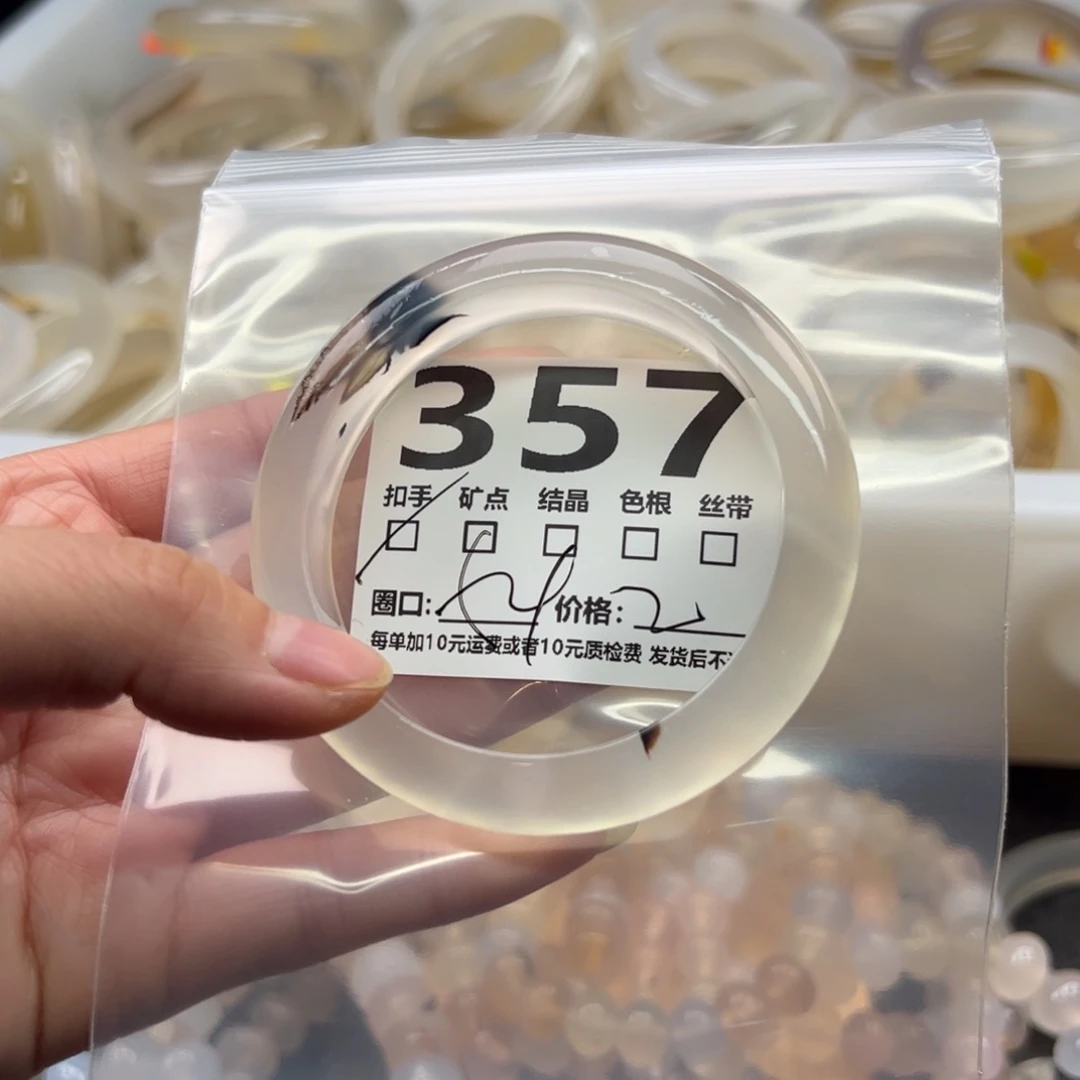 357
扣手 矿点 结晶 色根 丝带
圈口: 价格:
每单加10元运费或者10元质检费 发货后不